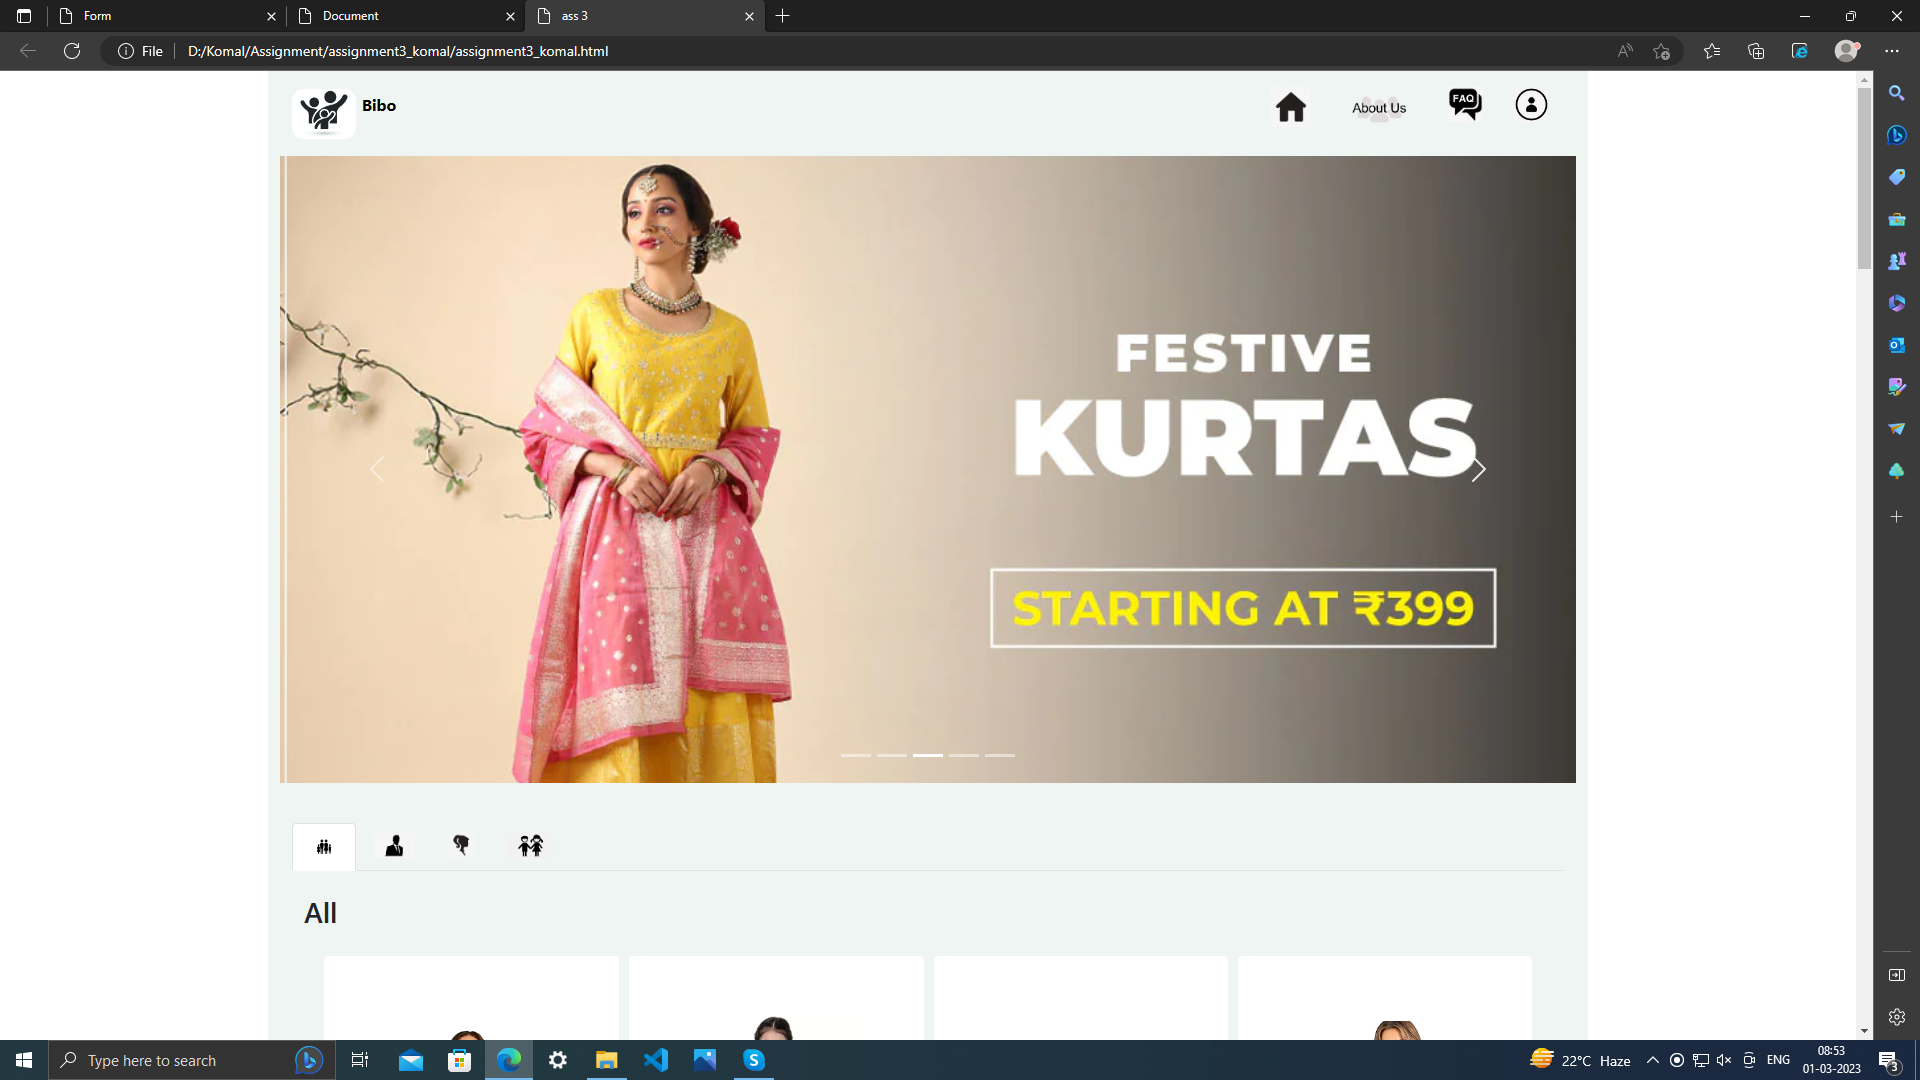 Form
Document
ass 3
File
D:/Komal/Assignment/assignment3_komal/assignment3_komal.html
Bibo
About Us
FAQ
FESTIVE
KURTAS
STARTING AT ₹399
All
Type here to search
22°C Haze
ENG
08:53
01-03-2023
3